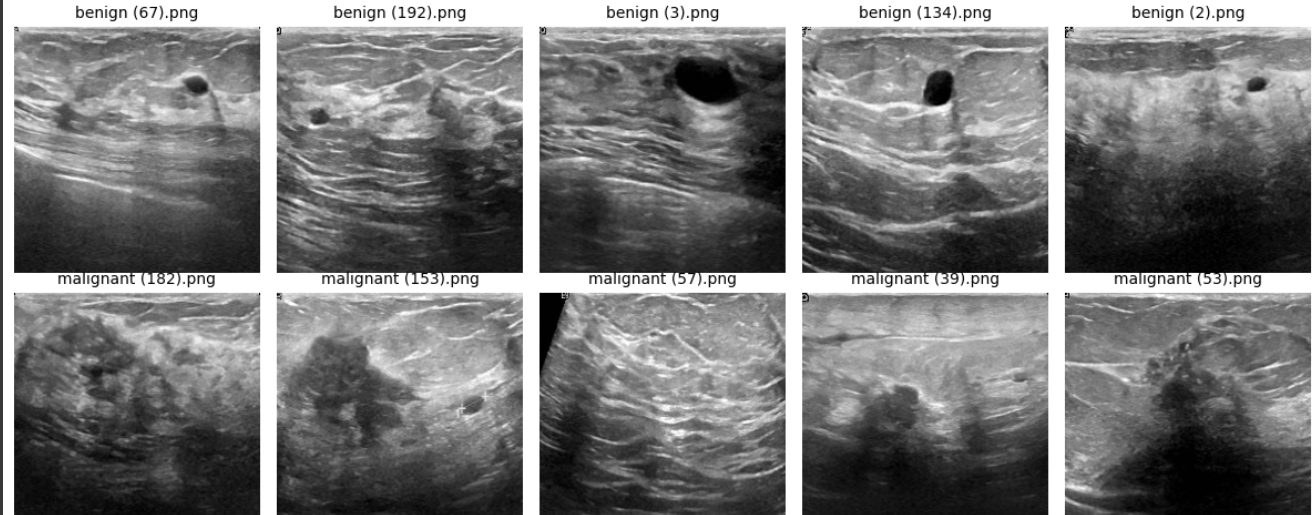 benign (67).png
benign (192).png
benign (3).png
benign (134).png
benign (2).png
malignant (182).png
malignant (153).png
malignant (57).png
malignant (39).png
malignant (53).png